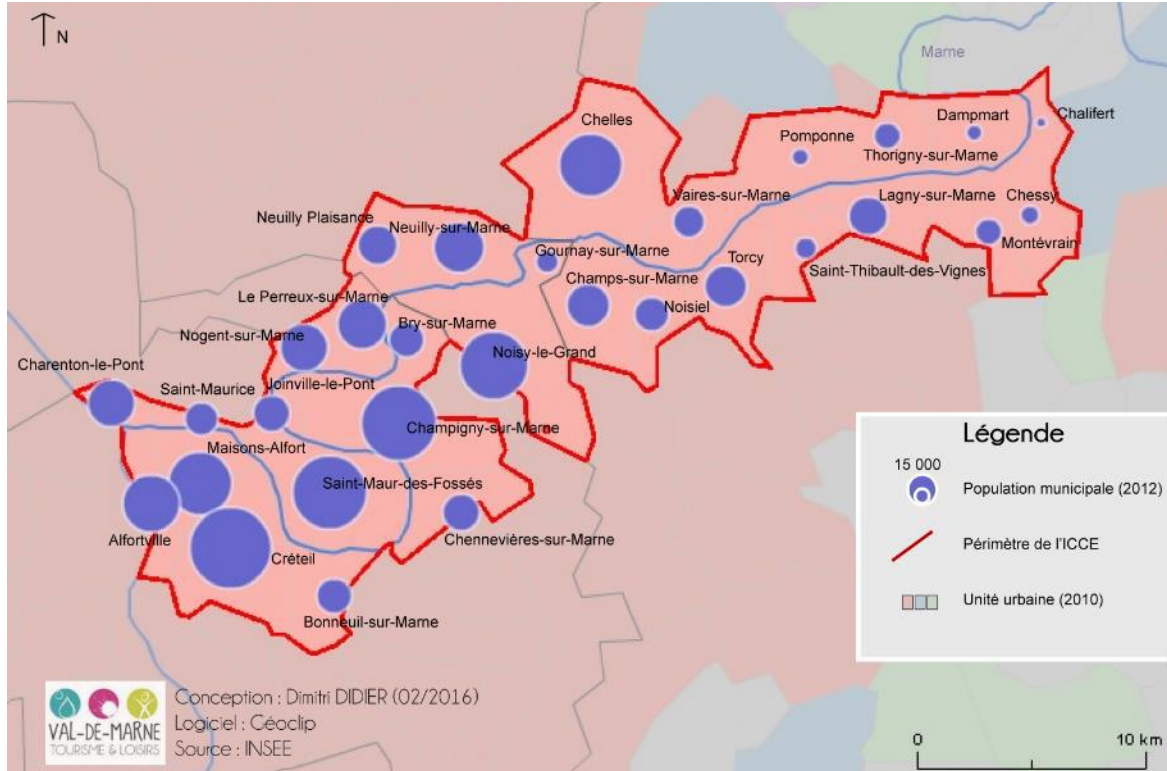 N
Marne
Chelles
Pomponne
Dampmart
Chalifert
Thorigny-sur-Marne
Vaires-sur-Marne
Lagny-sur-Marne
Chessy
Neuilly Plaisance
Neuilly-sur-Marne
Gournay-sur-Marne
Montévrain
Torcy
Saint-Thibault-des-Vignes
Champs-sur-Marne
Noisiel
Le Perreux-sur-Marne
Bry-sur-Marne
Nogent-sur-Marne
Noisy-le-Grand
Charenton-le-Pont
Saint-Maurice
Joinville-le-Pont
Champigny-sur-Marne
Maisons-Alfort
Saint-Maur-des-Fossés
Alfortville
Chennevières-sur-Marne
Créteil
Bonneuil-sur-Marne
Légende
15 000
Population municipale (2012)
Périmètre de l'ICCE
Unité urbaine (2010)
VAL-DE-MARNE
TOURISME & LOISIRS
Conception : Dimitri DIDIER (02/2016)
Logiciel : Géoclip
Source : INSEE
0 10 km